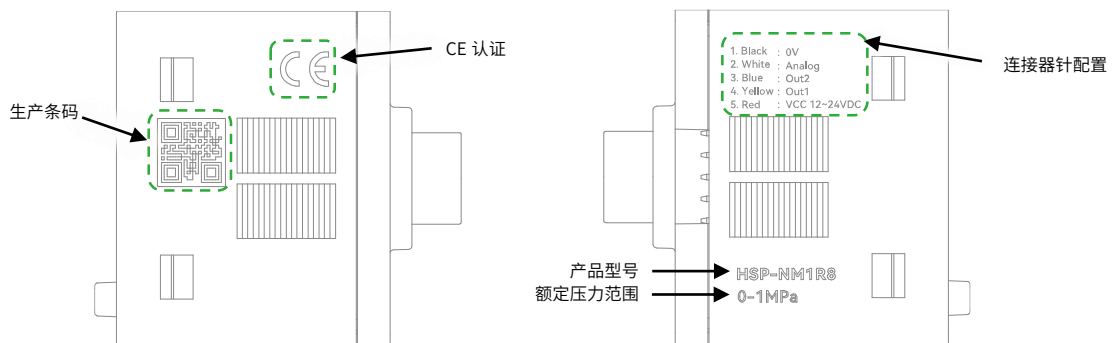 CE 认证
生产条码
CE
1. Black : 0V
2. White : Analog
3. Blue : Out2
4. Yellow : Out1
5. Red : VCC 12~24VDC
连接器针配置
产品型号
HSP-NM1R8
额定压力范围
0-1MPa